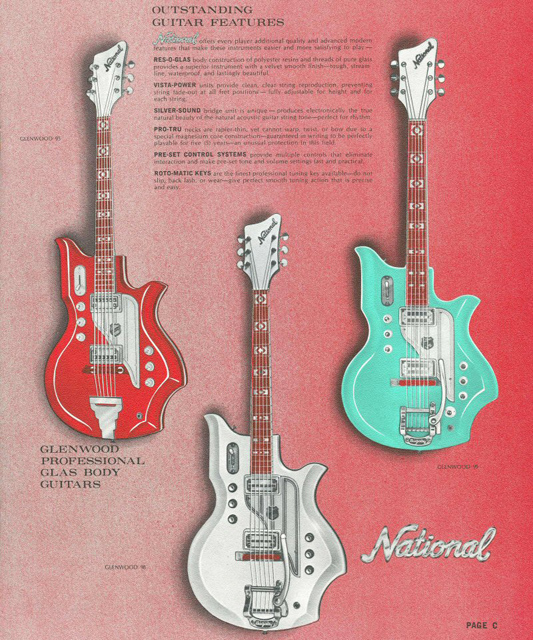 OUTSTANDING
GUITAR FEATURES
National offers every player additional quality and advanced modern
features that make these instruments easier and more satisfying to play—
RES-O-GLAS body construction of polyester resins and threads of pure glass
provides a superior instrument with a velvet smooth finish—tough, stream-
line, waterproof, and lastingly beautiful.
VISTA-POWER units provide clean, clear string reproduction, preventing
string fade-out at all fret positions — fully adjustable for height and for
each string.
SILVER-SOUND bridge unit is unique — produces electronically the true
natural beauty of the natural acoustic guitar string tone—perfect for rhythm.
PRO-TRU necks are taper-thin, yet cannot warp, twist, or bow due to a
special magnesium core construction—guaranteed in writing to be perfectly
playable for five (5) years—an unusual protection in this field.
PRE-SET CONTROL SYSTEMS provide multiple controls that eliminate
interaction and make pre-set tone and volume settings fast and practical.
ROTO-MATIC KEYS are the finest professional tuning key available—do not
slip, back lash, or wear—give perfect smooth tuning action that is precise
and easy.
National
National
National
GLENWOOD-95
GLENWOOD
PROFESSIONAL
GLAS BODY
GUITARS
GLENWOOD-99
National
GLENWOOD-98
PAGE C